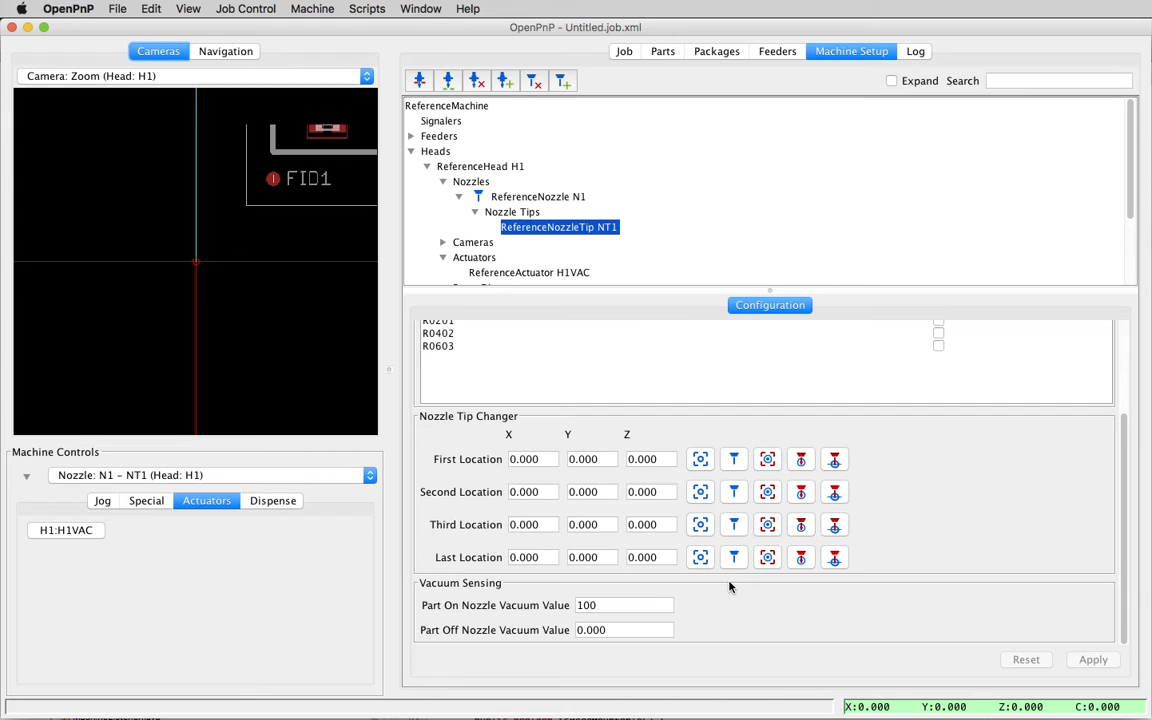 OpenPnP File Edit View Job Control Machine Scripts Window Help
OpenPnP - Untitled.job.xml
Cameras Navigation
Job Parts Packages Feeders Machine Setup Log
Camera: Zoom (Head: H1)
Expand Search
ReferenceMachine
Signalers
Feeders
Heads
ReferenceHead H1
Nozzles
ReferenceNozzle N1
Nozzle Tips
ReferenceNozzleTip NT1
Cameras
Actuators
ReferenceActuator H1VAC
FID1
Configuration
R0201
R0402
R0603
Nozzle Tip Changer
X Y Z
First Location 0.000 0.000 0.000
Second Location 0.000 0.000 0.000
Third Location 0.000 0.000 0.000
Last Location 0.000 0.000 0.000
Vacuum Sensing
Part On Nozzle Vacuum Value 100
Part Off Nozzle Vacuum Value 0.000
Reset Apply
Machine Controls
Nozzle: N1 - NT1 (Head: H1)
Jog Special Actuators Dispense
H1:H1VAC
X:0.000 Y:0.000 Z:0.000 C:0.000